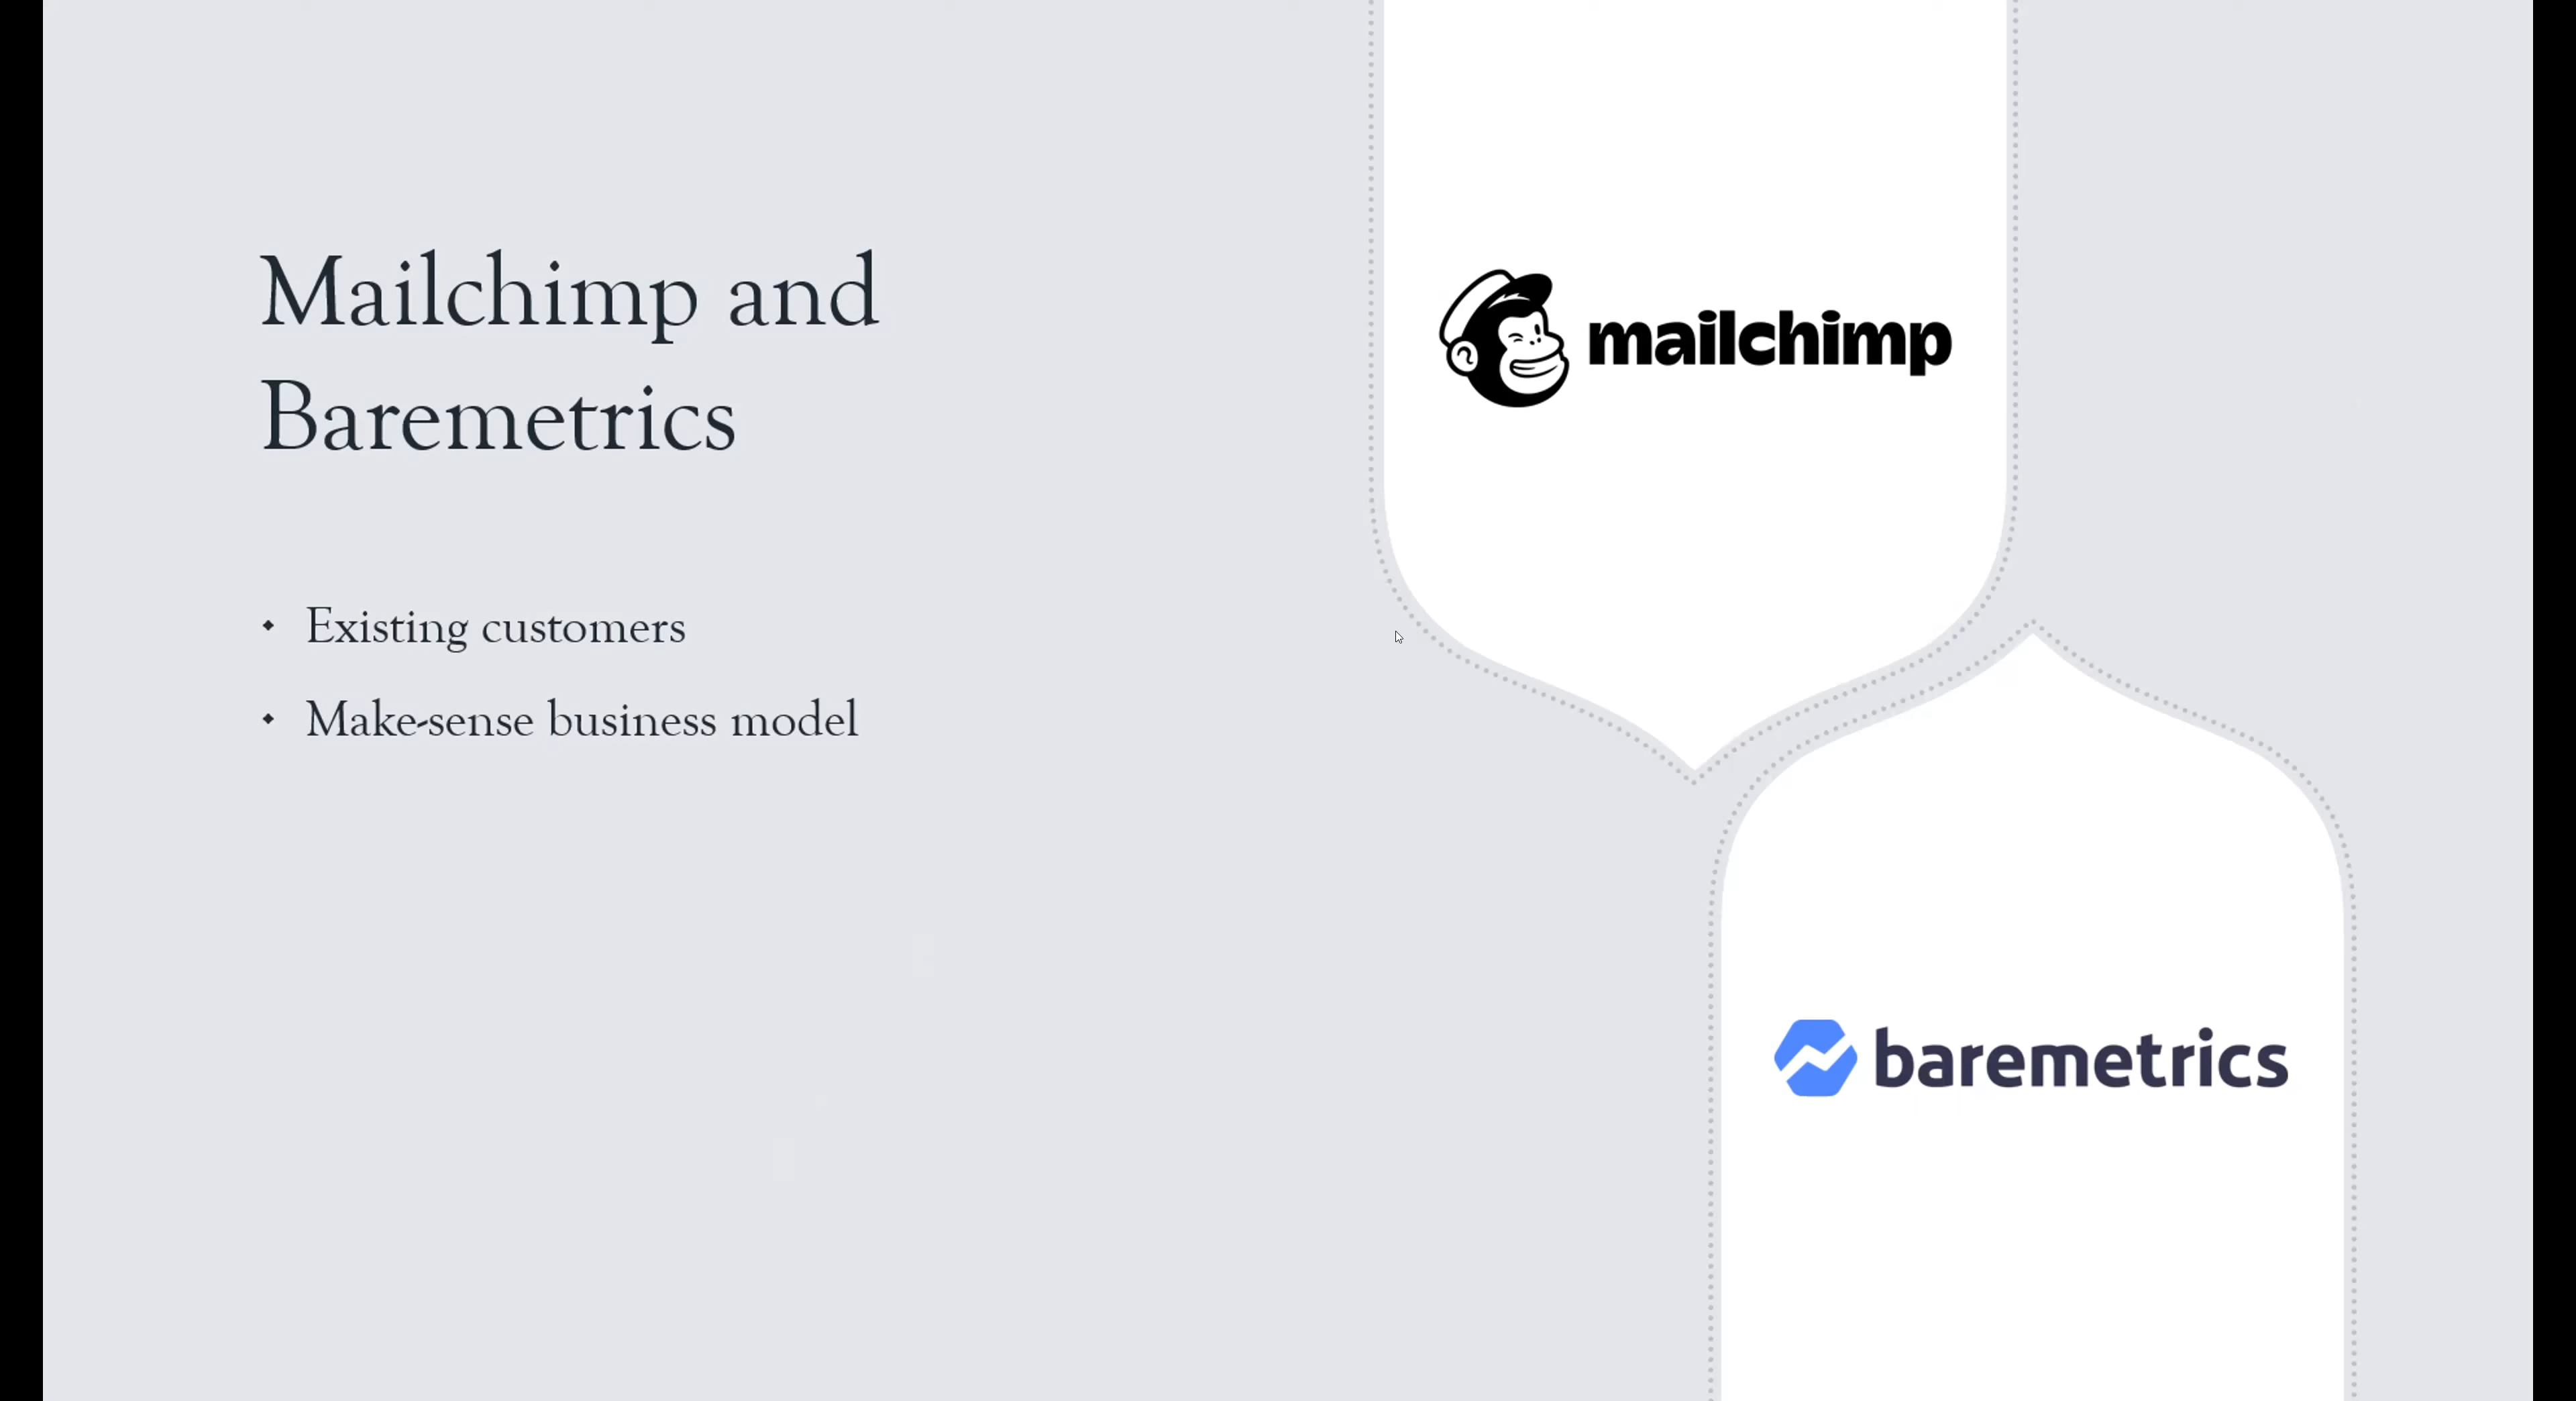 Mailchimp and
Baremetrics
Existing customers
Make-sense business model
mailchimp
baremetrics